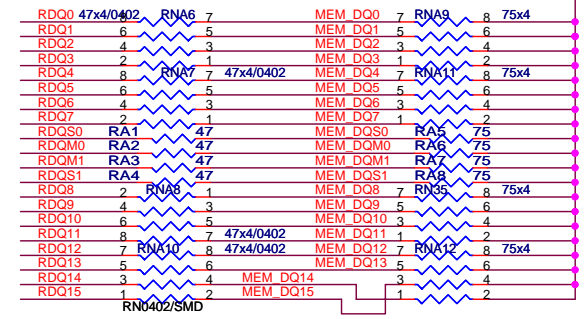 RDQ0 47x4/0402 8 RNA6 7 MEM_DQ0 7 RNA9 8 75x4
RDQ1 6 5 MEM_DQ1 5 6
RDQ2 4 3 MEM_DQ2 3 4
RDQ3 2 1 MEM_DQ3 1 2
RDQ4 8 RNA7 7 47x4/0402 MEM_DQ4 7 RNA11 8 75x4
RDQ5 6 5 MEM_DQ5 5 6
RDQ6 4 3 MEM_DQ6 3 4
RDQ7 2 1 MEM_DQ7 1 2
RDQS0 RA1 47 MEM_DQS0 RA5 75
RDQM0 RA2 47 MEM_DQM0 RA6 75
RDQM1 RA3 47 MEM_DQM1 RA7 75
RDQS1 RA4 47 MEM_DQS1 RA8 75
RDQ8 2 RNA8 1 MEM_DQ8 7 RN35 8 75x4
RDQ9 4 3 MEM_DQ9 5 6
RDQ10 6 5 MEM_DQ10 3 4
RDQ11 8 7 47x4/0402 MEM_DQ11 1 2
RDQ12 7 RNA10 8 47x4/0402 MEM_DQ12 7 RNA12 8 75x4
RDQ13 5 6 MEM_DQ13 5 6
RDQ14 3 4 MEM_DQ14 3 4
RDQ15 1 2 MEM_DQ15 1 2
RN0402/SMD